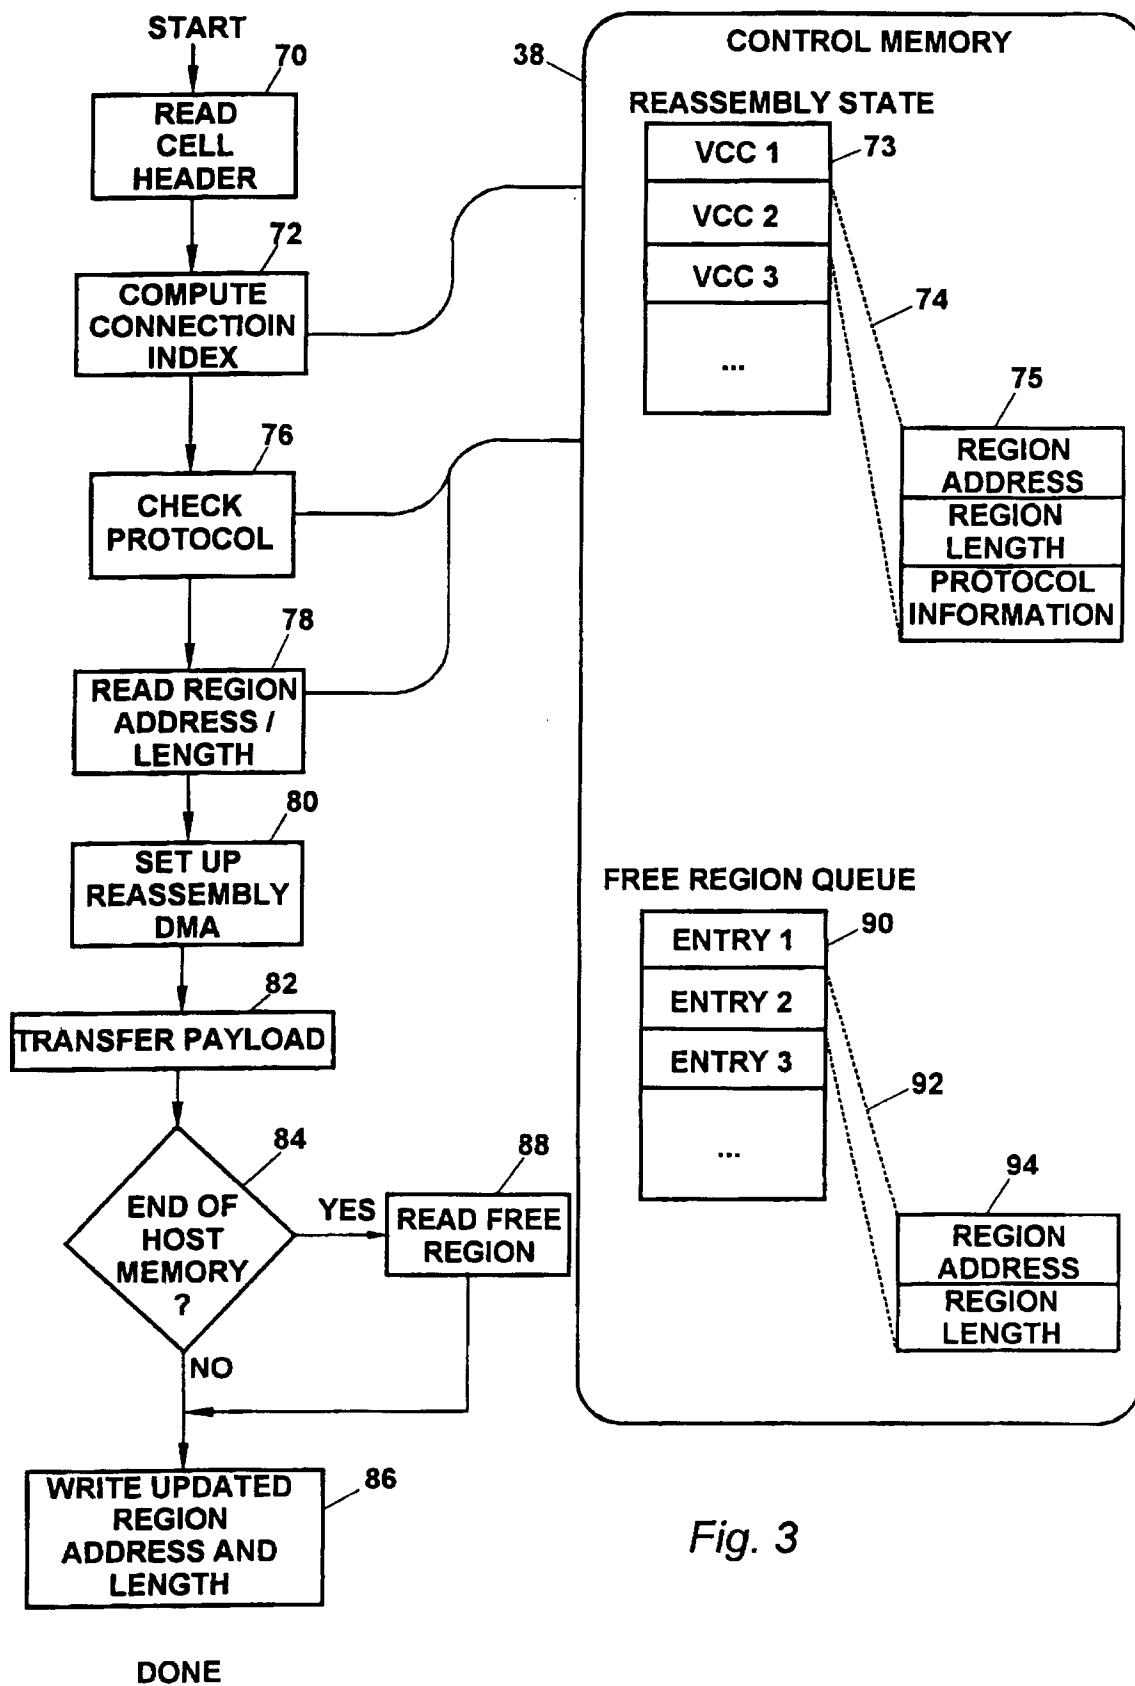 START
70
READ
CELL
HEADER
72
COMPUTE
CONNECTIOIN
INDEX
76
CHECK
PROTOCOL
78
READ REGION
ADDRESS /
LENGTH
80
SET UP
REASSEMBLY
DMA
82
TRANSFER PAYLOAD
84
END OF
HOST
MEMORY
?
YES
88
READ FREE
REGION
NO
86
WRITE UPDATED
REGION
ADDRESS AND
LENGTH
DONE
38
CONTROL MEMORY
REASSEMBLY STATE
VCC 1
73
VCC 2
VCC 3
...
74
75
REGION
ADDRESS
REGION
LENGTH
PROTOCOL
INFORMATION
FREE REGION QUEUE
ENTRY 1
90
ENTRY 2
ENTRY 3
...
92
94
REGION
ADDRESS
REGION
LENGTH
Fig. 3